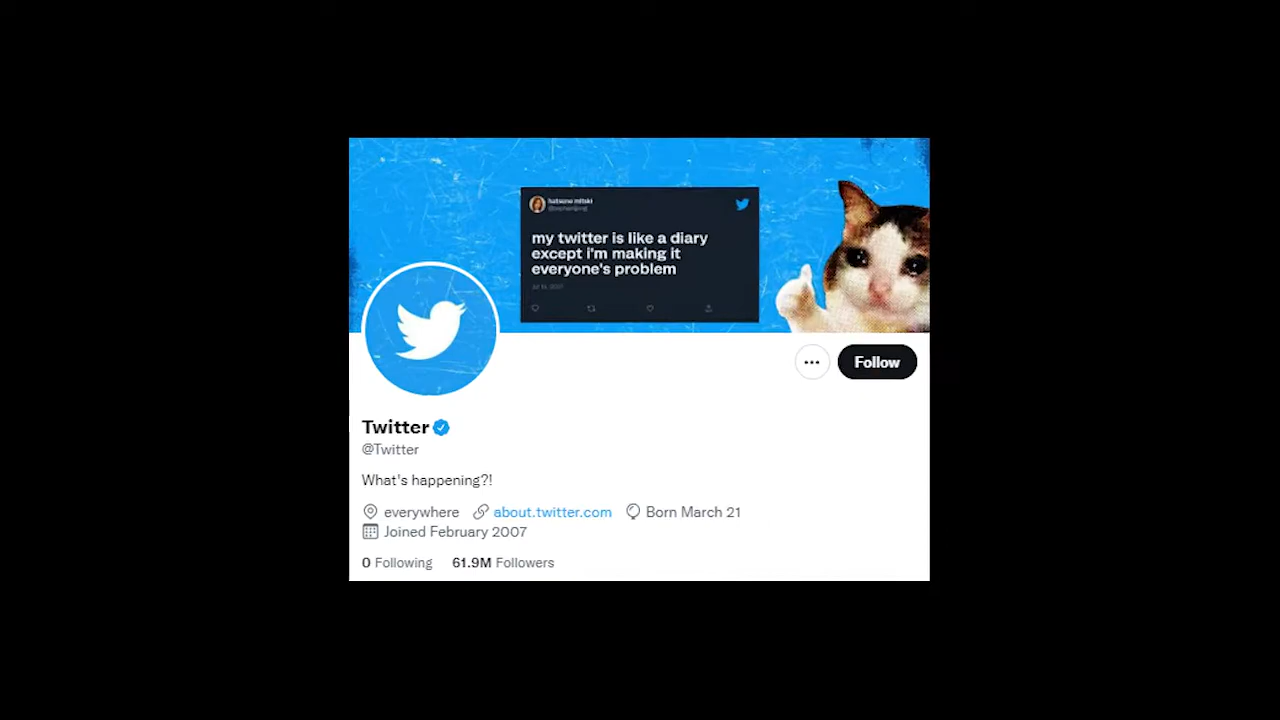 hatsune mitski
my twitter is like a diary
except i'm making it
everyone's problem
Follow
Twitter
@Twitter
What's happening?!
everywhere about.twitter.com Born March 21
Joined February 2007
0 Following 61.9M Followers